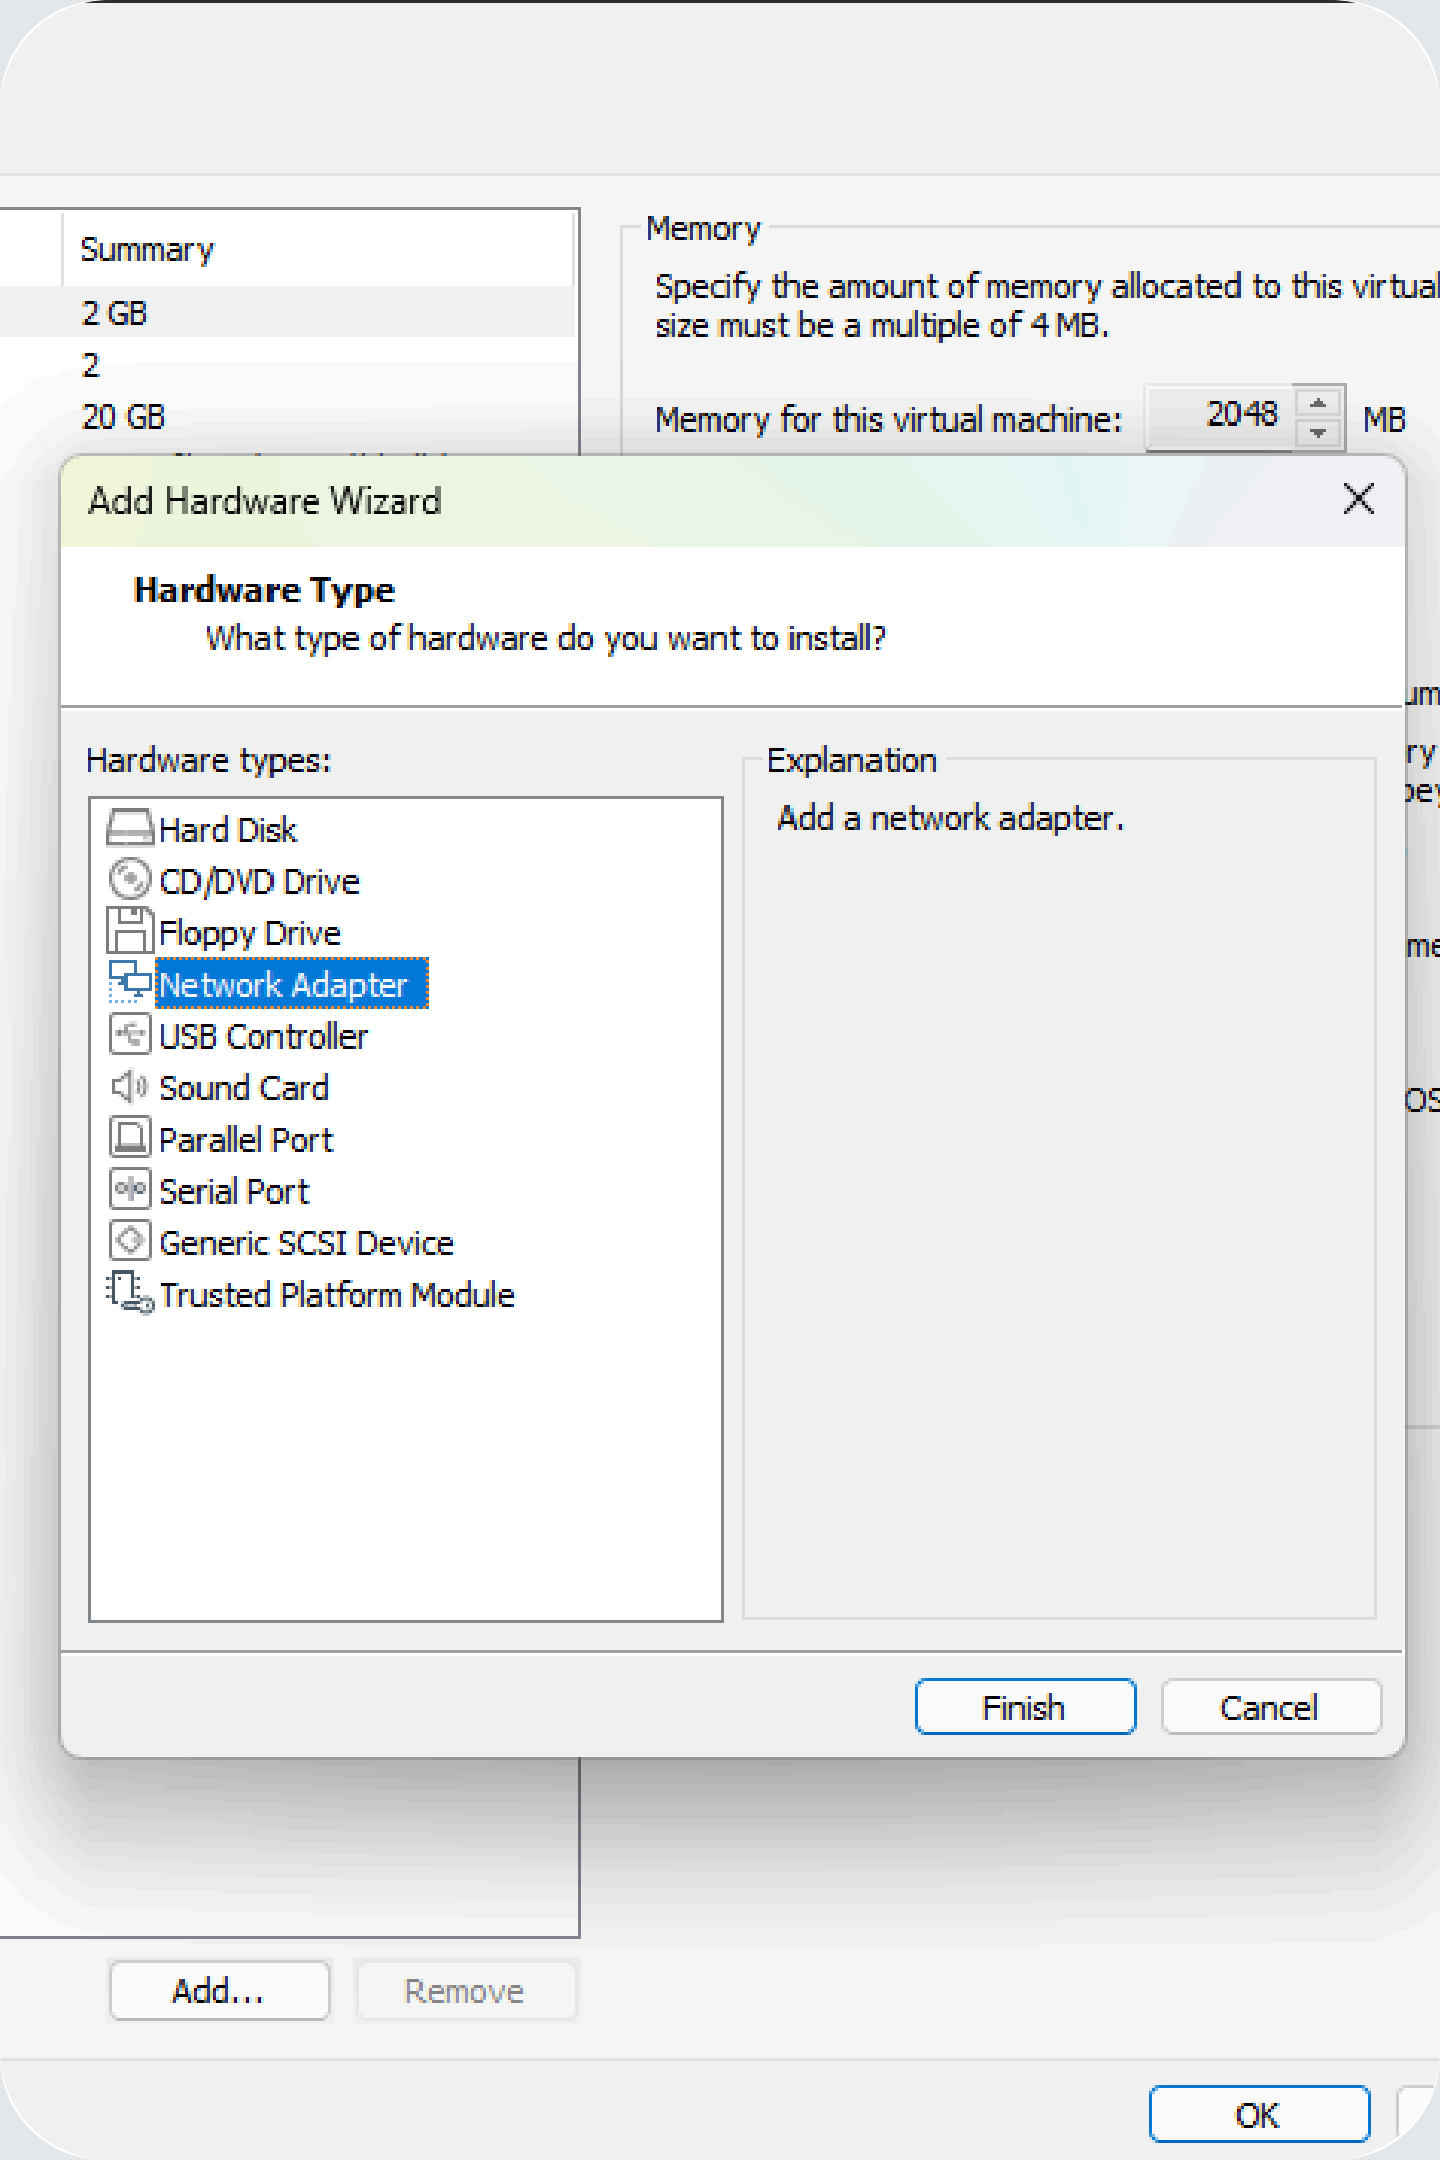 Summary
2 GB
2
20 GB
Memory
Specify the amount of memory allocated to this virtual
size must be a multiple of 4 MB.
Memory for this virtual machine: 2048 MB
Add Hardware Wizard
Hardware Type
What type of hardware do you want to install?
Hardware types:
Hard Disk
CD/DVD Drive
Floppy Drive
Network Adapter
USB Controller
Sound Card
Parallel Port
Serial Port
Generic SCSI Device
Trusted Platform Module
Explanation
Add a network adapter.
Finish
Cancel
Add...
Remove
OK